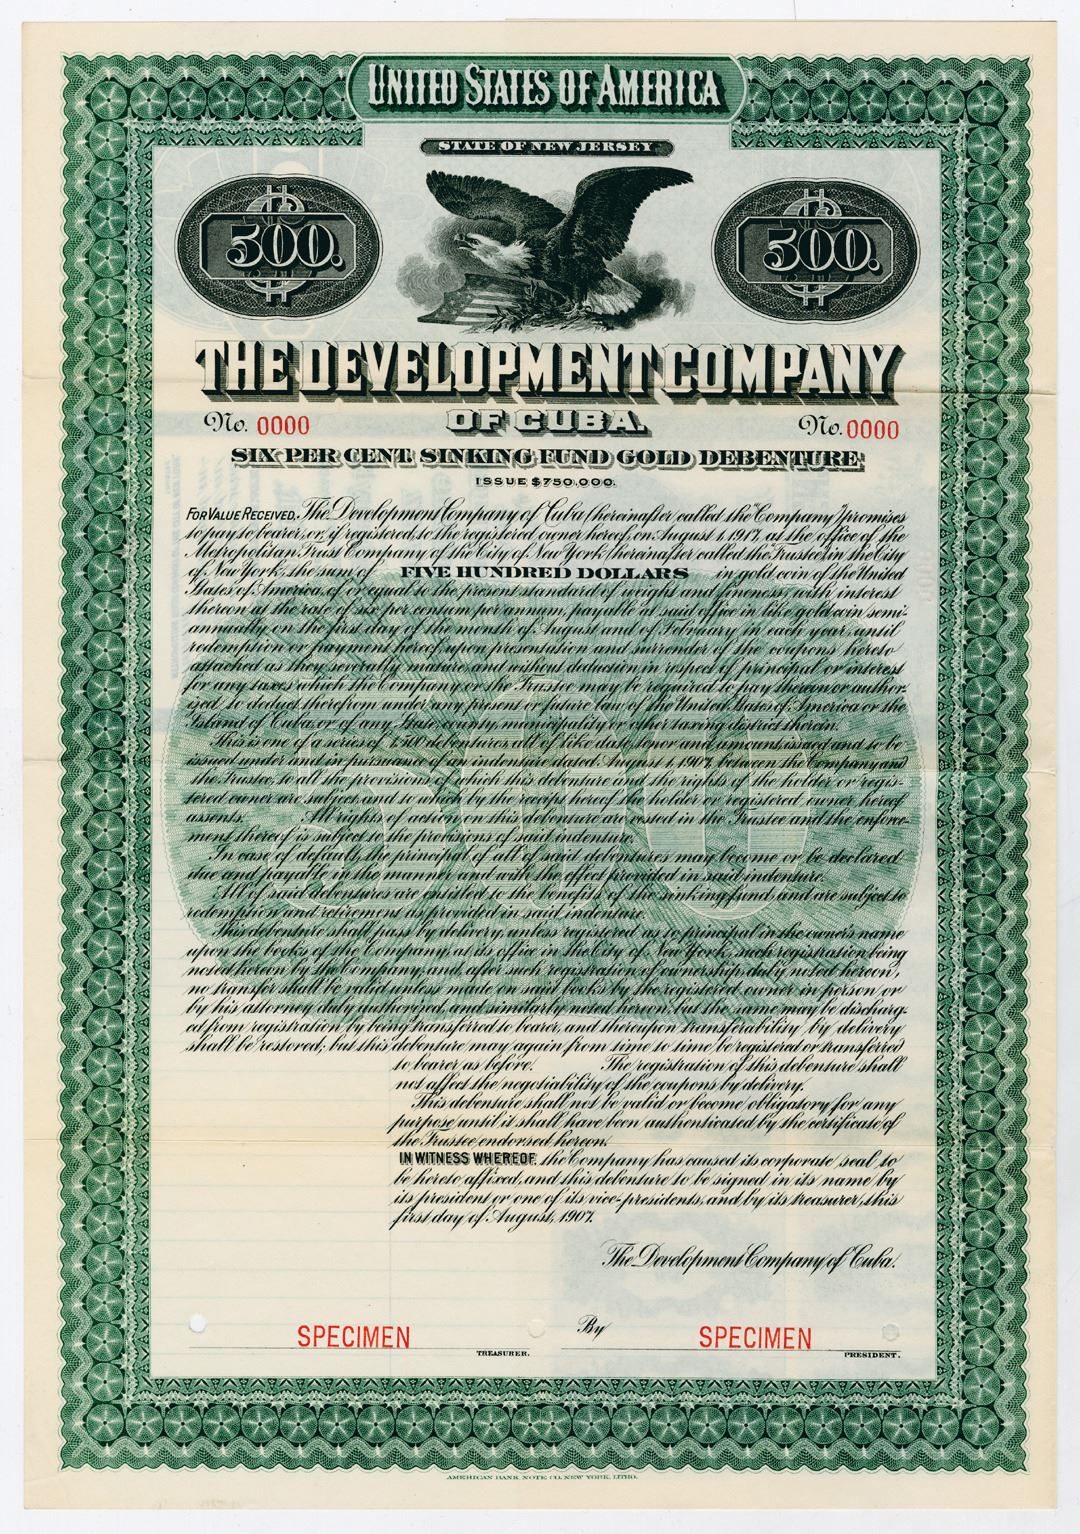 UNITED STATES OF AMERICA
STATE OF NEW JERSEY
500. 500.
THE DEVELOPMENT COMPANY
No. 0000 OF CUBA. No. 0000
SIX PER CENT. SINKING FUND GOLD DEBENTURE.
ISSUE $750,000.
FOR VALUE RECEIVED, The Development Company of Cuba (hereinafter called the "Company") promises
to pay to bearer, or, if registered, to the registered owner hereof, on August 1, 1917, at the office of the
Metropolitan Trust Company of the City of New York (hereinafter called the Trustee), in the City
of New York, the sum of FIVE HUNDRED DOLLARS in gold coin of the United
States of America, of or equal to the present standard of weight and fineness, with interest
thereon at the rate of six per centum per annum, payable at said office in like gold coin semi-
annually on the first day of the month of August and of February in each year, until
redemption or payment hereof, upon presentation and surrender of the coupons hereto
attached as they severally mature, and without deduction in respect of principal or interest
for any taxes which the Company or the Trustee may be required to pay thereon or author-
ized to deduct therefrom under any present or future law of the United States of America or the
Island of Cuba, or of any State, county, municipality or other taxing district therein.
This is one of a series of 1,500 debentures all of like date, tenor and amount, issued and to be
issued under and in pursuance of an indenture dated August 1, 1907, between the Company and
the Trustee, to all the provisions of which this debenture and the rights of the holder or regis-
tered owner are subject, and to which by the receipt hereof the holder or registered owner hereof
assents. All rights of action on this debenture are vested in the Trustee and the enforce-
ment thereof is subject to the provisions of said indenture.
In case of default, the principal of all of said debentures may become or be declared
due and payable in the manner and with the effect provided in said indenture.
All of said debentures are entitled to the benefits of the sinking fund, and are subject to
redemption and retirement as provided in said indenture.
This debenture shall pass by delivery, unless registered as to principal in the owner's name
upon the books of the Company, at its office in the City of New York, such registration being
noted hereon by the Company, and, after such registration of ownership duly noted hereon,
no transfer shall be valid unless made on said books by the registered owner in person or
by his attorney duly authorized, and similarly noted hereon, but the same may be discharg-
ed from registration by being transferred to bearer, and thereupon transferability by delivery
shall be restored; but this debenture may again from time to time be registered or transferred
to bearer as before. The registration of this debenture shall
not affect the negotiability of the coupons by delivery.
This debenture shall not be valid or become obligatory for any
purpose until it shall have been authenticated by the certificate of
the Trustee endorsed hereon.
IN WITNESS WHEREOF, the Company has caused its corporate seal to
be hereto affixed, and this debenture to be signed in its name by
its president or one of its vice-presidents, and by its treasurer, this
first day of August, 1907.
The Development Company of Cuba.
SPECIMEN By SPECIMEN
TREASURER. PRESIDENT.
AMERICAN BANK NOTE CO. NEW YORK. LITHO.